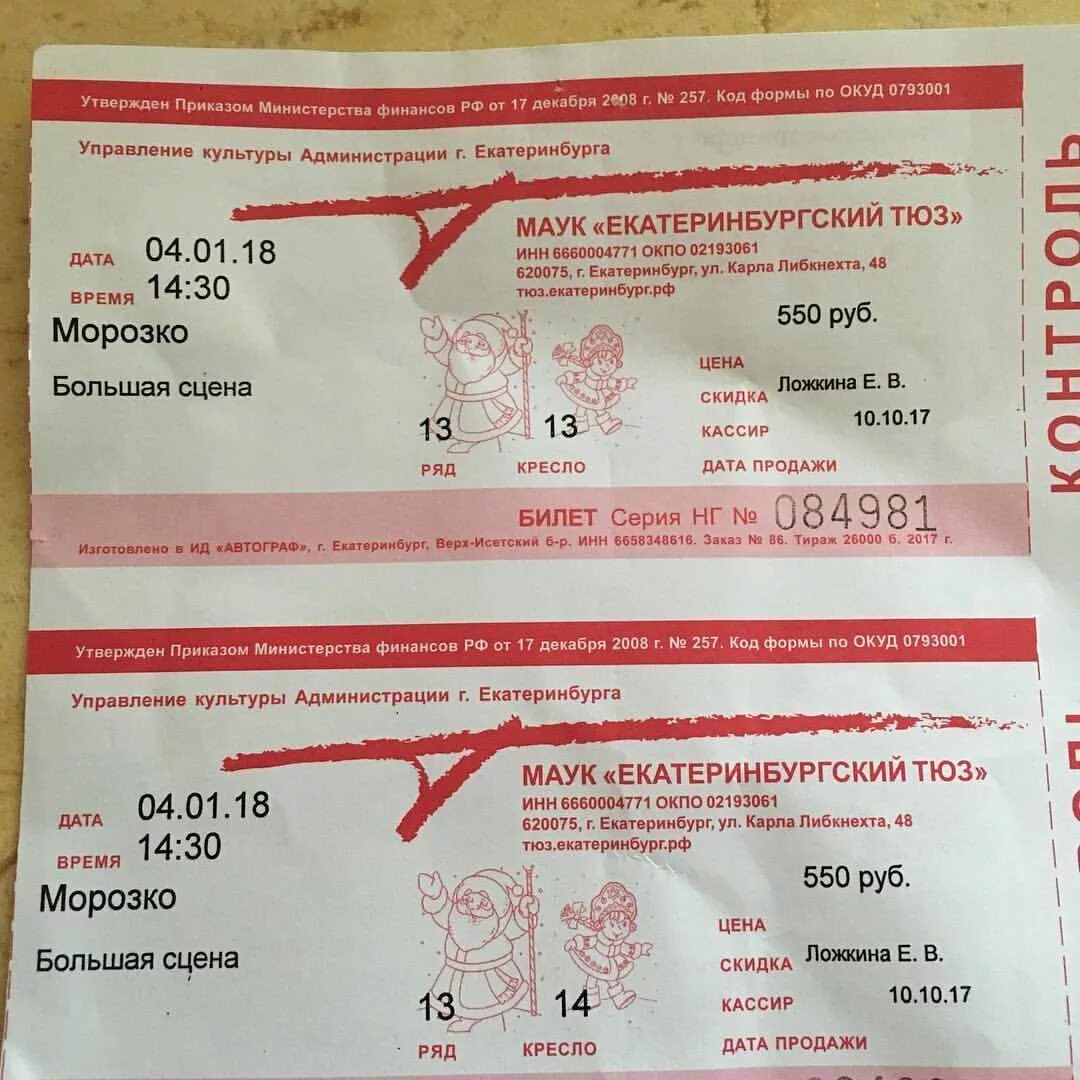 Утвержден Приказом Министерства финансов РФ от 17 декабря 2008 г. № 257. Код формы по ОКУД 0793001
Управление культуры Администрации г. Екатеринбурга
МАУК «ЕКАТЕРИНБУРГСКИЙ ТЮЗ»
ИНН 6660004771 ОКПО 02193061
620075, г. Екатеринбург, ул. Карла Либкнехта, 48
тюз.екатеринбург.рф
ДАТА 04.01.18
ВРЕМЯ 14:30
Морозко
Большая сцена
550 руб.
ЦЕНА
СКИДКА Ложкина Е. В.
КАССИР 10.10.17
ДАТА ПРОДАЖИ
13 13
РЯД КРЕСЛО
БИЛЕТ Серия НГ № 084981
Изготовлено в ИД «АВТОГРАФ», г. Екатеринбург, Верх-Исетский б-р. ИНН 6658348616. Заказ № 86. Тираж 26000 б. 2017 г.
КОНТРОЛЬ
Утвержден Приказом Министерства финансов РФ от 17 декабря 2008 г. № 257. Код формы по ОКУД 0793001
Управление культуры Администрации г. Екатеринбурга
МАУК «ЕКАТЕРИНБУРГСКИЙ ТЮЗ»
ИНН 6660004771 ОКПО 02193061
620075, г. Екатеринбург, ул. Карла Либкнехта, 48
тюз.екатеринбург.рф
ДАТА 04.01.18
ВРЕМЯ 14:30
Морозко
Большая сцена
550 руб.
ЦЕНА
СКИДКА Ложкина Е. В.
КАССИР 10.10.17
ДАТА ПРОДАЖИ
13 14
РЯД КРЕСЛО